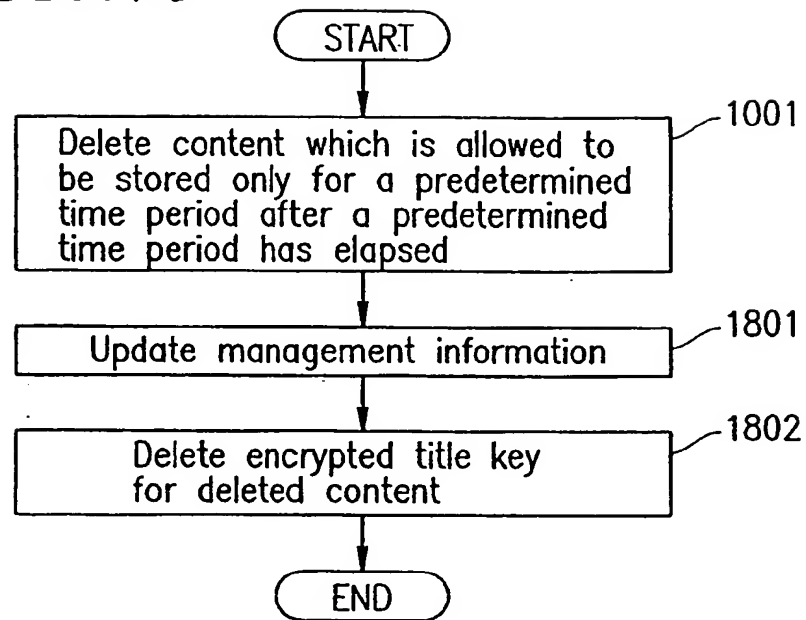 START
1001
Delete content which is allowed to
be stored only for a predetermined
time period after a predetermined
time period has elapsed
1801
Update management information
1802
Delete encrypted title key
for deleted content
END